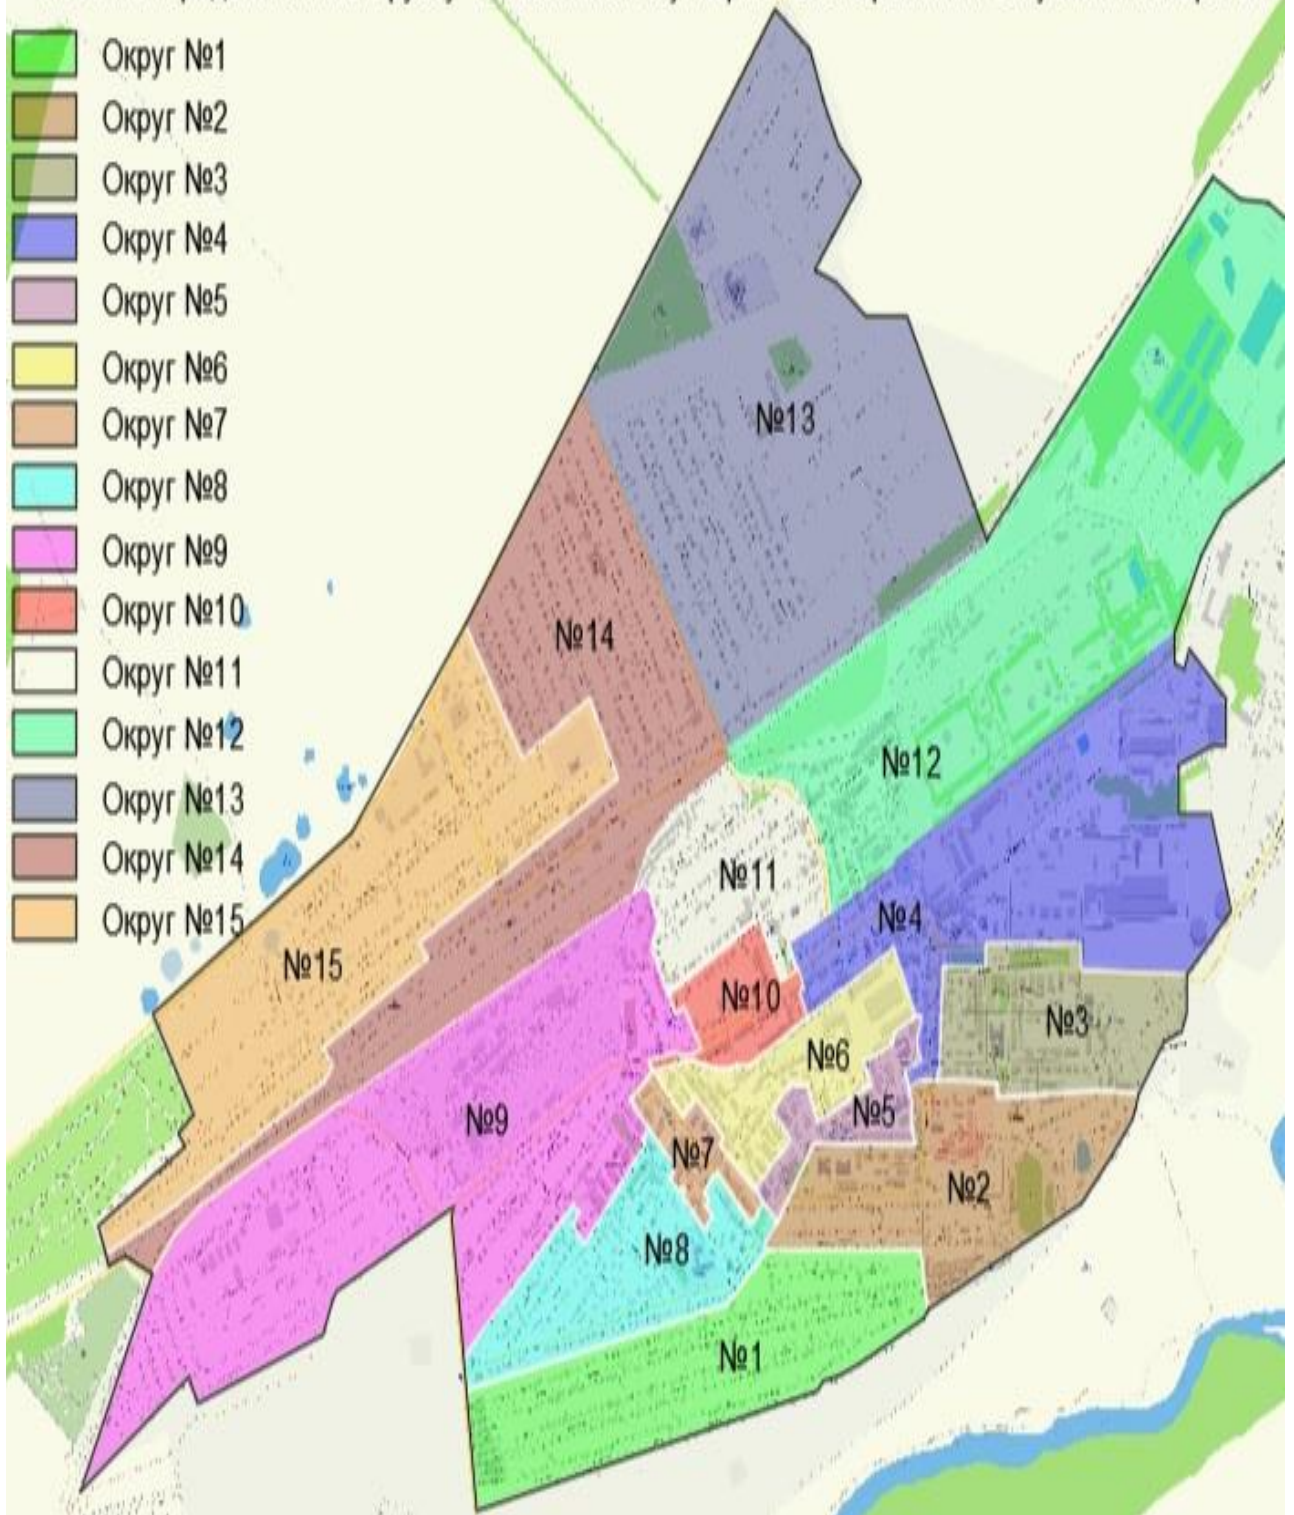 Округ №1
Округ №2
Округ №3
Округ №4
Округ №5
Округ №6
Округ №7
Округ №8
Округ №9
Округ №10
Округ №11
Округ №12
Округ №13
Округ №14
Округ №15
№13
№14
№12
№11
№4
№15
№10
№3
№6
№9
№5
№7
№2
№8
№1